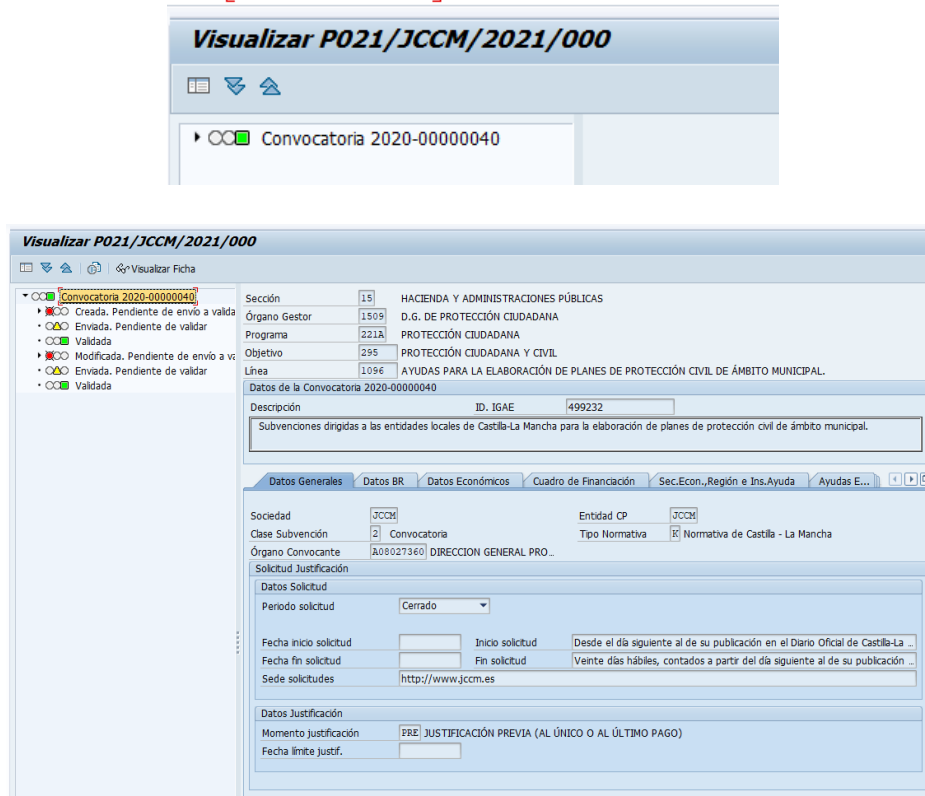 Visualizar P021/JCCM/2021/000
Convocatoria 2020-00000040
Visualizar P021/JCCM/2021/000
Visualizar Ficha
Convocatoria 2020-00000040
Creada. Pendiente de envío a valida
Enviada. Pendiente de validar
Validada
Modificada. Pendiente de envío a va
Enviada. Pendiente de validar
Validada
Sección 15 HACIENDA Y ADMINISTRACIONES PÚBLICAS
Órgano Gestor 1509 D.G. DE PROTECCIÓN CIUDADANA
Programa 221A PROTECCIÓN CIUDADANA
Objetivo 295 PROTECCIÓN CIUDADANA Y CIVIL
Línea 1096 AYUDAS PARA LA ELABORACIÓN DE PLANES DE PROTECCIÓN CIVIL DE ÁMBITO MUNICIPAL.
Datos de la Convocatoria 2020-00000040
Descripción ID. IGAE 499232
Subvenciones dirigidas a las entidades locales de Castilla-La Mancha para la elaboración de planes de protección civil de ámbito municipal.
Datos Generales Datos BR Datos Económicos Cuadro de Financiación Sec.Econ.,Región e Ins.Ayuda Ayudas E...
Sociedad JCCM Entidad CP JCCM
Clase Subvención 2 Convocatoria Tipo Normativa K Normativa de Castilla - La Mancha
Órgano Convocante A08027360 DIRECCION GENERAL PRO...
Solicitud Justificación
Datos Solicitud
Periodo solicitud Cerrado
Fecha inicio solicitud Inicio solicitud Desde el día siguiente al de su publicación en el Diario Oficial de Castilla-La ...
Fecha fin solicitud Fin solicitud Veinte días hábiles, contados a partir del día siguiente al de su publicación ...
Sede solicitudes http://www.jccm.es
Datos Justificación
Momento justificación PRE JUSTIFICACIÓN PREVIA (AL ÚNICO O AL ÚLTIMO PAGO)
Fecha límite justif.